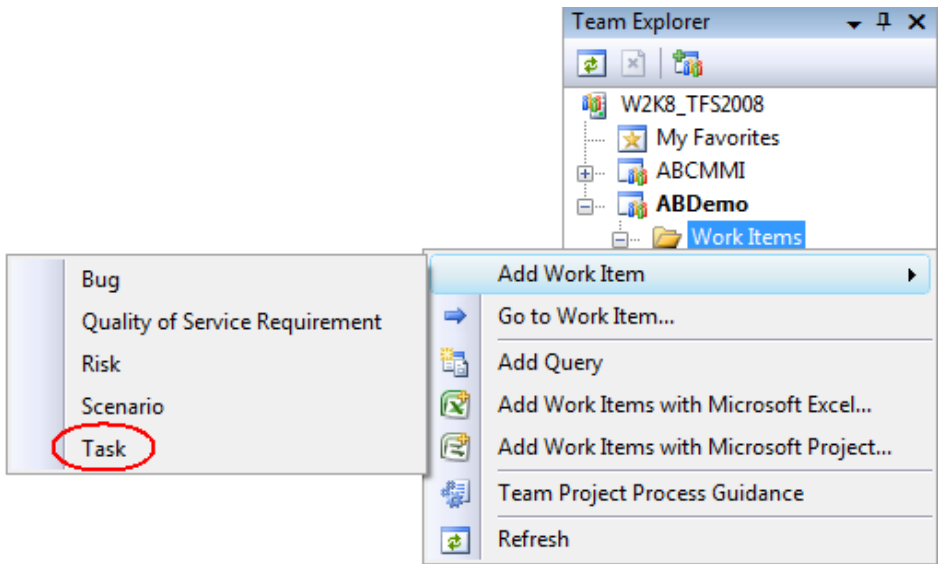 Team Explorer
W2K8_TFS2008
My Favorites
ABCMMI
ABDemo
Work Items
Bug
Quality of Service Requirement
Risk
Scenario
Task
Add Work Item
Go to Work Item...
Add Query
Add Work Items with Microsoft Excel...
Add Work Items with Microsoft Project...
Team Project Process Guidance
Refresh